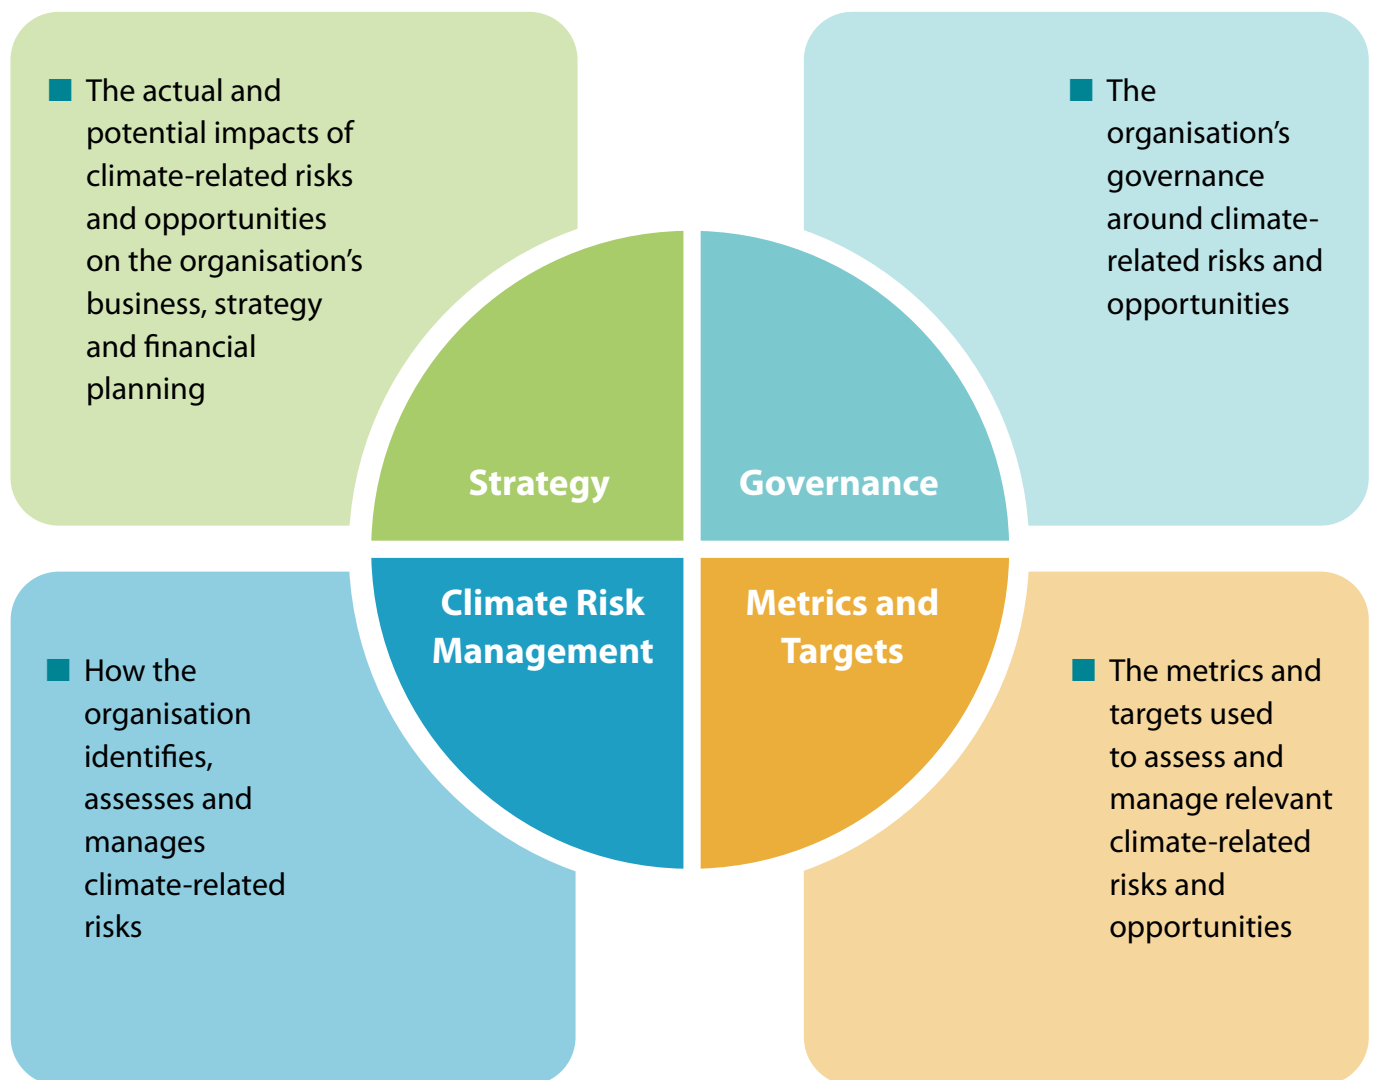 ■ The actual and
potential impacts of
climate-related risks
and opportunities
on the organisation’s
business, strategy
and financial
planning
■ The
organisation’s
governance
around climate-
related risks and
opportunities
Strategy
Governance
Climate Risk
Management
Metrics and
Targets
■ How the
organisation
identifies,
assesses and
manages
climate-related
risks
■ The metrics and
targets used
to assess and
manage relevant
climate-related
risks and
opportunities